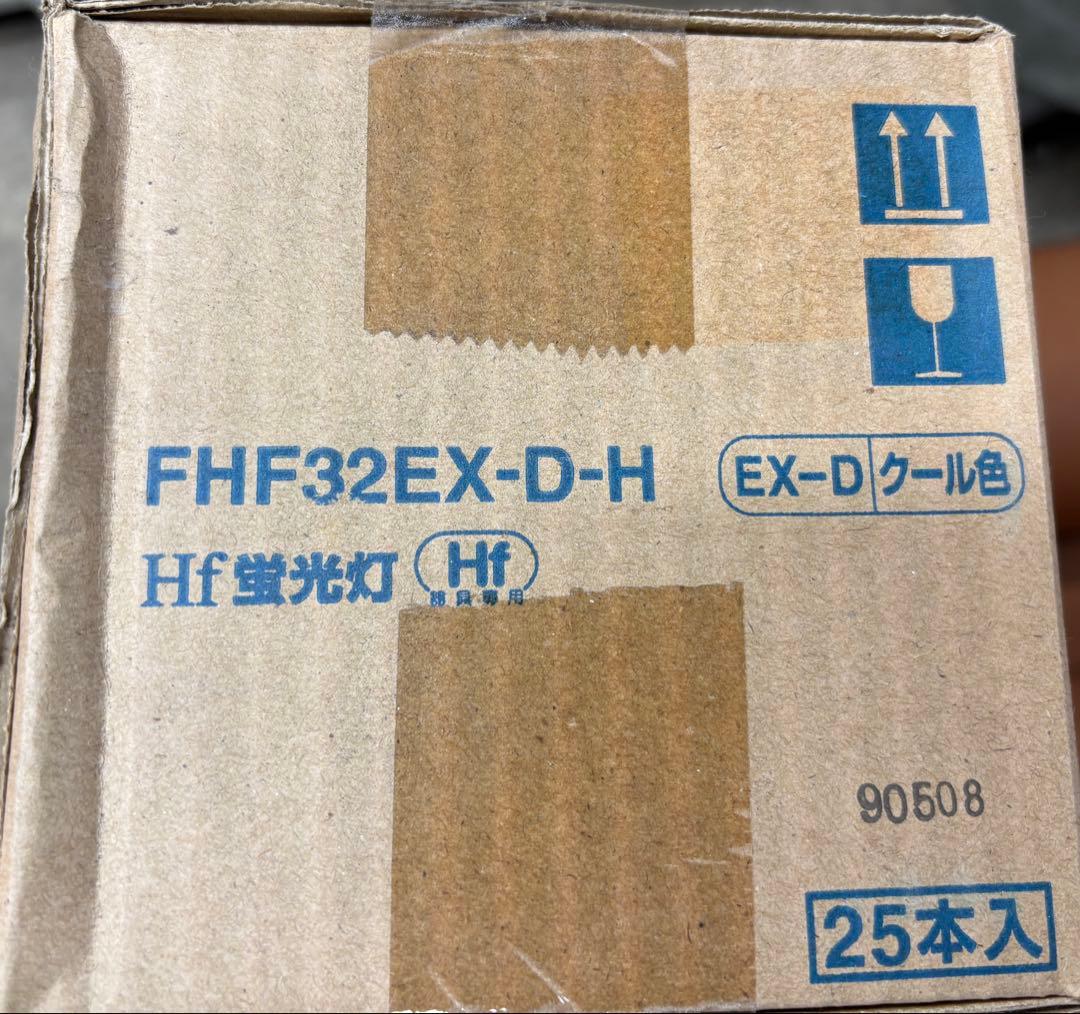 FHF32EX-D-H
EX-D クール色
Hf蛍光灯 Hf
器具専用
90508
25本入